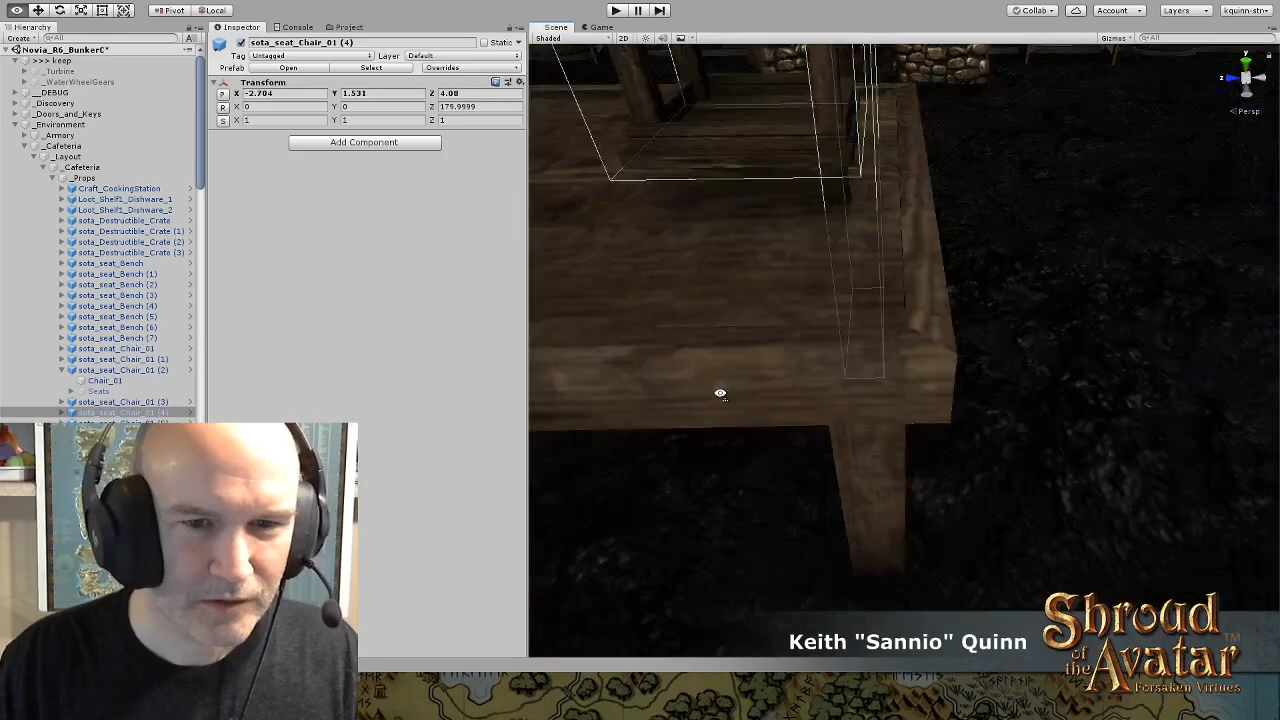 Pivot
Local
Collab
Account
Layers
kquinn-stn
Hierarchy
Inspector
Console
Project
Scene
Game
Create
All
sota_seat_Chair_01 (4)
Static
Shaded
2D
Gizmos
All
Novia_R6_BunkerC*
Tag Untagged
Layer Default
>>> keep
Prefab
Open
Select
Overrides
_Turbine
_WaterWheelGears
Transform
__DEBUG
P X -2.704 Y 1.531 Z 4.08
_Discovery
R X 0 Y 0 Z 179.9999
_Doors_and_Keys
S X 1 Y 1 Z 1
_Environment
_Armory
Add Component
_Cafeteria
_Layout
_Cafeteria
_Props
Craft_CookingStation
Loot_Shelf1_Dishware_1
Loot_Shelf1_Dishware_2
sota_Destructible_Crate
sota_Destructible_Crate (1)
sota_Destructible_Crate (2)
sota_Destructible_Crate (3)
sota_seat_Bench
sota_seat_Bench (1)
sota_seat_Bench (2)
sota_seat_Bench (3)
sota_seat_Bench (4)
sota_seat_Bench (5)
sota_seat_Bench (6)
sota_seat_Bench (7)
sota_seat_Chair_01
sota_seat_Chair_01 (1)
sota_seat_Chair_01 (2)
Chair_01
Seats
sota_seat_Chair_01 (3)
sota_seat_Chair_01 (4)
y
z
Persp
Keith "Sannio" Quinn
Shroud
of the
Avatar™
Forsaken Virtues